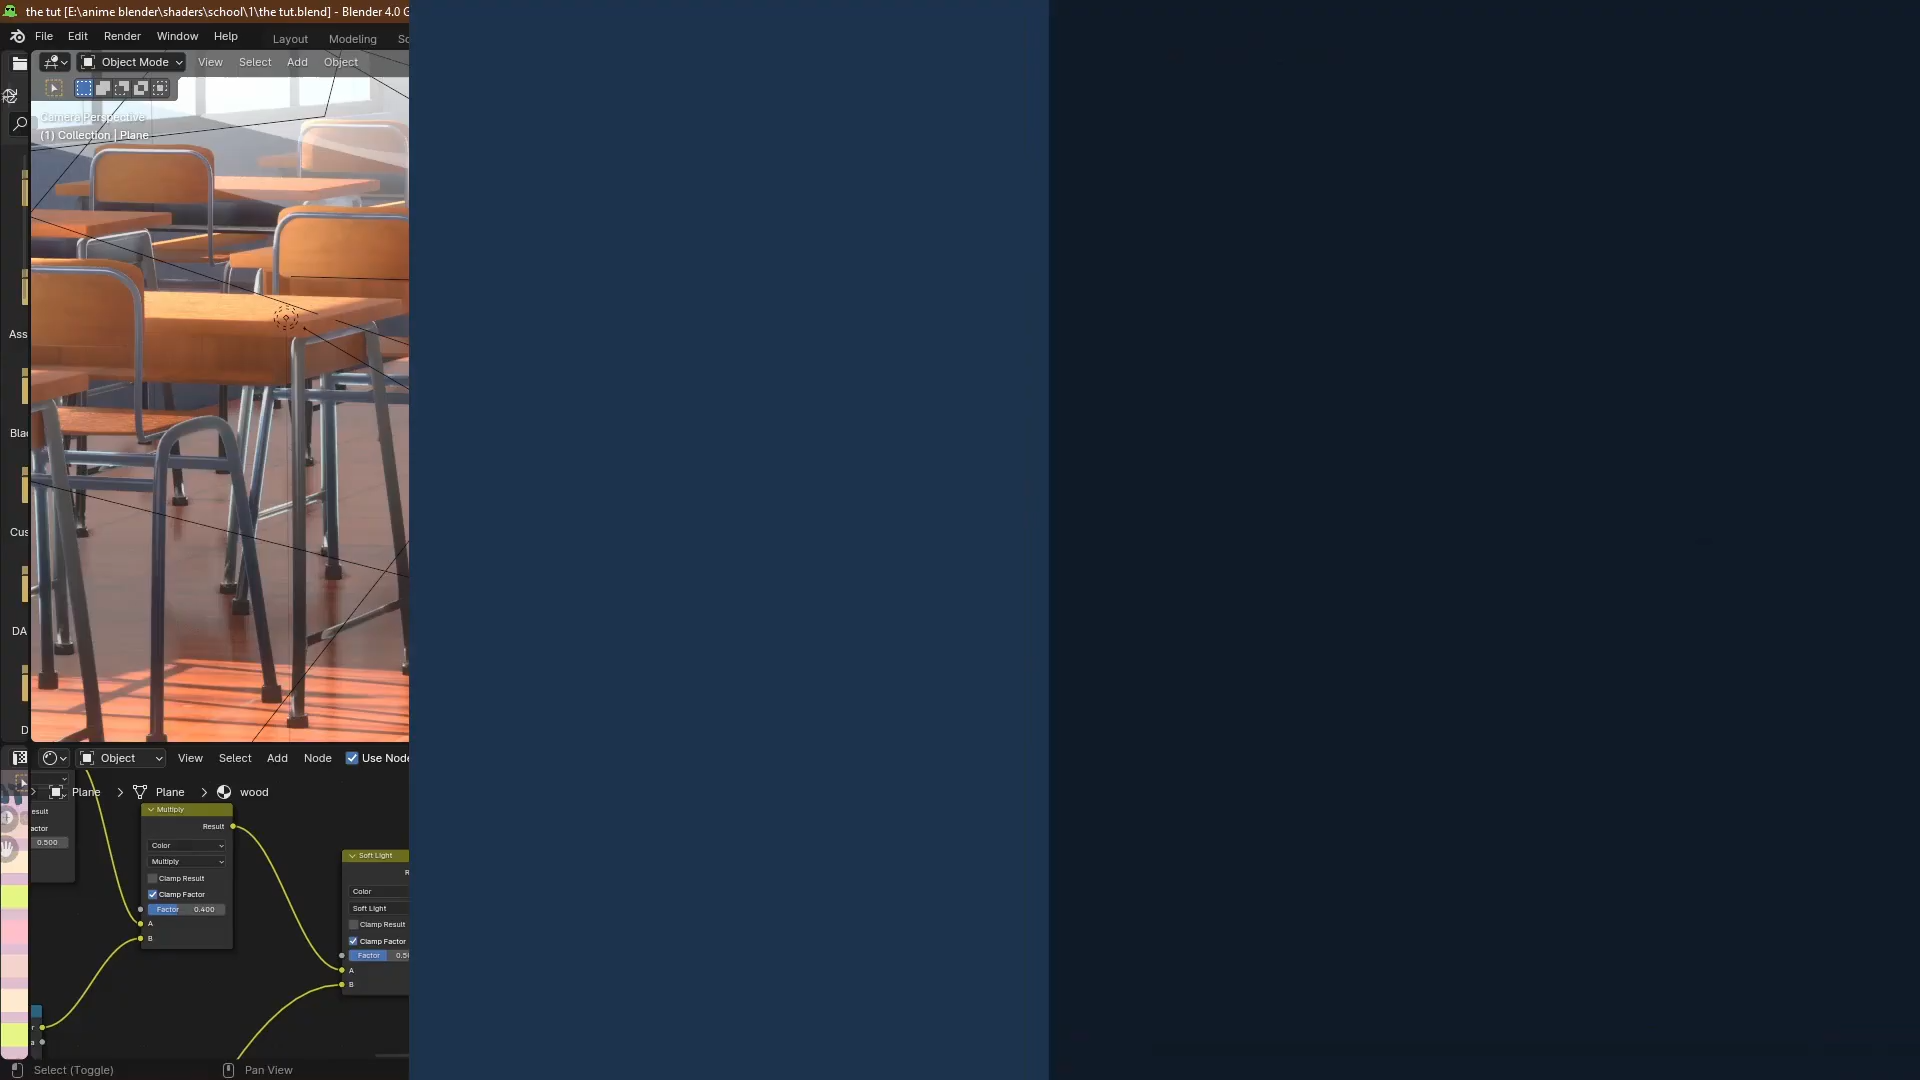 the tut [E:\anime blender\shaders\school\1\the tut.blend] - Blender 4.0
File Edit Render Window Help Layout Modeling
Object Mode View Select Add Object
Camera Perspective
(1) Collection | Plane
Object View Select Add Node Use Node
Plane > Plane > wood
0.500
Multiply
Result
Color
Multiply
Clamp Result
Clamp Factor
Factor 0.400
A
B
Soft Light
Color
Soft Light
Clamp Result
Clamp Factor
Factor
A
B
Select (Toggle) Pan View